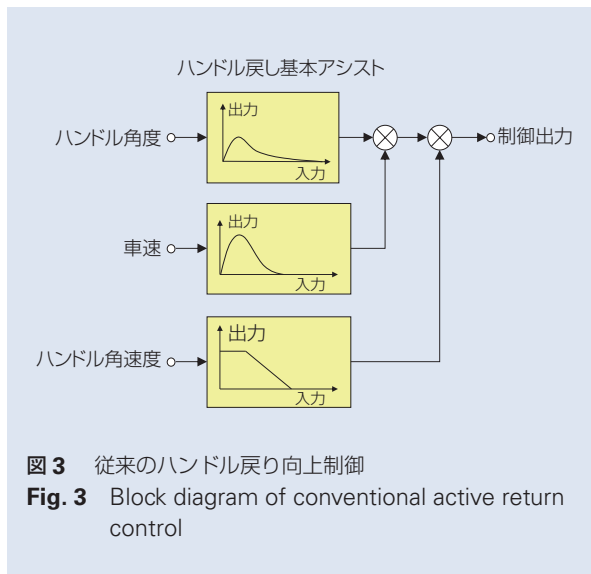 ハンドル戻し基本アシスト
ハンドル角度
出力
入力
制御出力
車速
出力
入力
ハンドル角速度
出力
入力
図3 従来のハンドル戻り向上制御
Fig. 3 Block diagram of conventional active return
control